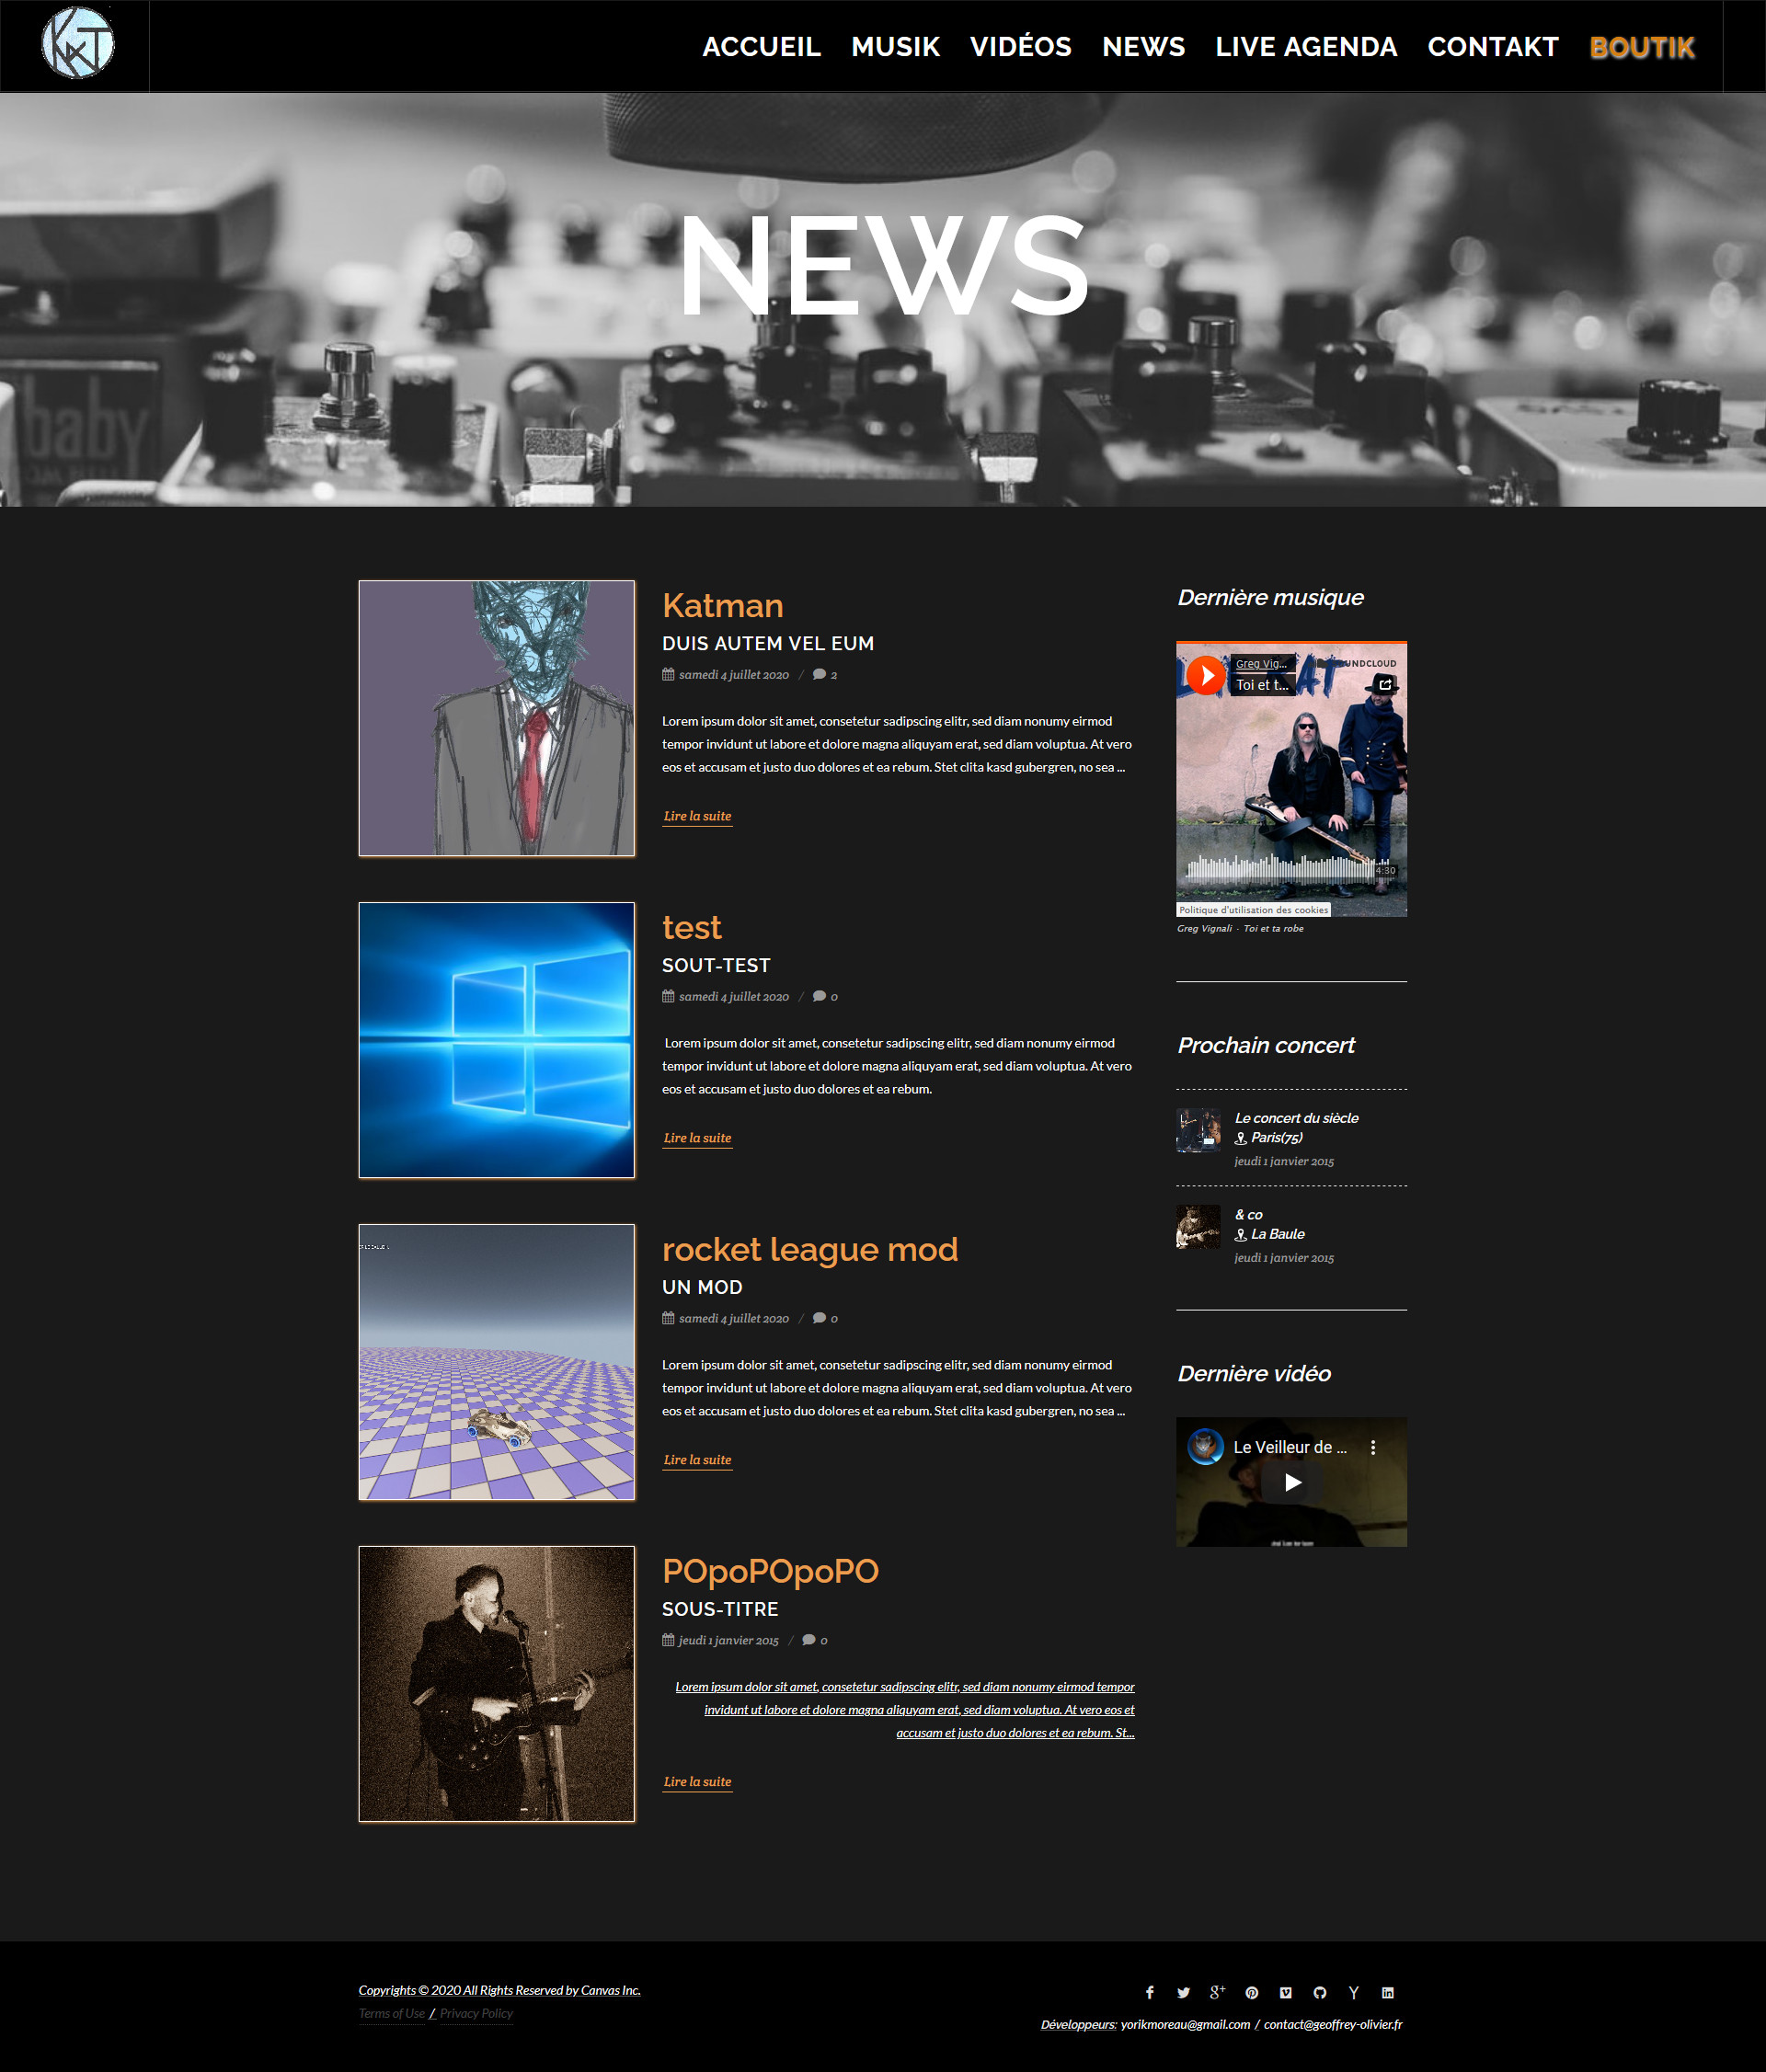 KKT
ACCUEIL MUSIK VIDÉOS NEWS LIVE AGENDA CONTAKT BOUTIK
NEWS
baby
Katman
DUIS AUTEM VEL EUM
samedi 4 juillet 2020 / 2
Lorem ipsum dolor sit amet, consetetur sadipscing elitr, sed diam nonumy eirmod
tempor invidunt ut labore et dolore magna aliquyam erat, sed diam voluptua. At vero
eos et accusam et justo duo dolores et ea rebum. Stet clita kasd gubergren, no sea ...
Lire la suite
test
SOUT-TEST
samedi 4 juillet 2020 / 0
Lorem ipsum dolor sit amet, consetetur sadipscing elitr, sed diam nonumy eirmod
tempor invidunt ut labore et dolore magna aliquyam erat, sed diam voluptua. At vero
eos et accusam et justo duo dolores et ea rebum.
Lire la suite
rocket league mod
UN MOD
samedi 4 juillet 2020 / 0
Lorem ipsum dolor sit amet, consetetur sadipscing elitr, sed diam nonumy eirmod
tempor invidunt ut labore et dolore magna aliquyam erat, sed diam voluptua. At vero
eos et accusam et justo duo dolores et ea rebum. Stet clita kasd gubergren, no sea ...
Lire la suite
POpoPOpoPO
SOUS-TITRE
jeudi 1 janvier 2015 / 0
Lorem ipsum dolor sit amet, consetetur sadipscing elitr, sed diam nonumy eirmod tempor
invidunt ut labore et dolore magna aliquyam erat, sed diam voluptua. At vero eos et
accusam et justo duo dolores et ea rebum. St...
Lire la suite
Dernière musique
Greg Vig...
UNDCLOUD
Toi et t...
4:30
Politique d'utilisation des cookies
Greg Vignali - Toi et ta robe
Prochain concert
Le concert du siècle
Paris(75)
jeudi 1 janvier 2015
& co
La Baule
jeudi 1 janvier 2015
Dernière vidéo
Le Veilleur de ...
Copyrights © 2020 All Rights Reserved by Canvas Inc.
Terms of Use / Privacy Policy
Développeurs: yorikmoreau@gmail.com / contact@geoffrey-olivier.fr